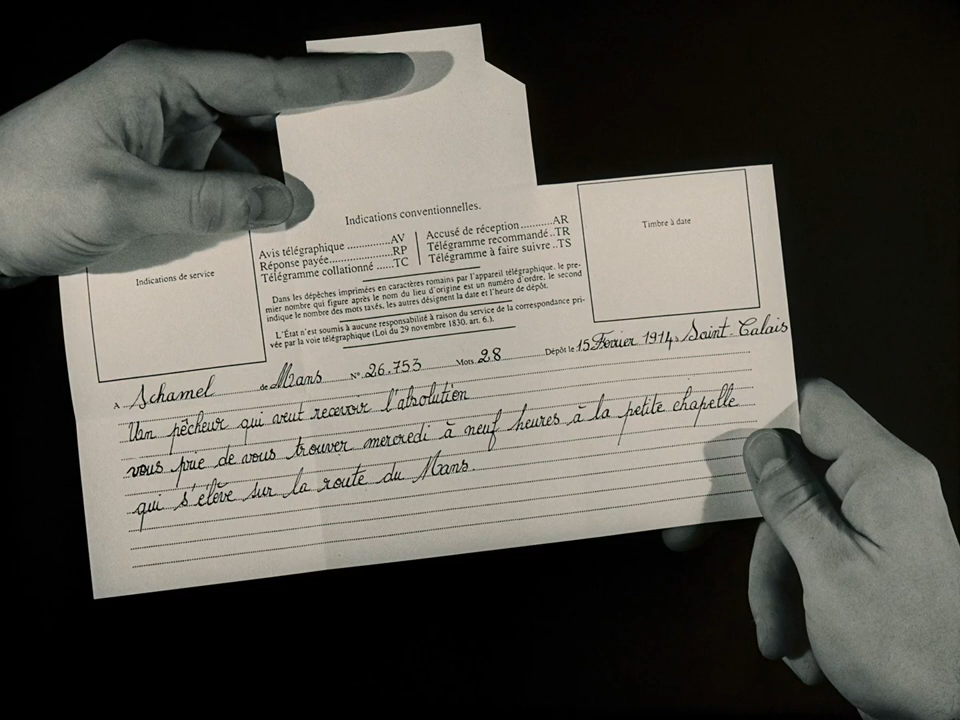 Indications conventionnelles.
Avis télégraphique ............... AV
Réponse payée ................ RP
Télégramme collationné ...... TC
Accusé de réception .......... AR
Télégramme recommandé .. TR
Télégramme à faire suivre .. TS
Indications de service
Timbre à date
Dans les dépêches imprimées en caractères romains par l'appareil télégraphique, le pre-
mier nombre qui figure après le nom du lieu d'origine est un numéro d'ordre, le second
indique le nombre des mots taxés, les autres désignent la date et l'heure de dépôt.
L'État n'est soumis à aucune responsabilité à raison du service de la correspondance pri-
vée par la voie télégraphique (Loi du 29 novembre 1830, art. 6.).
A Schamel de Mans N° 26.753 Mots 28 Dépôt le 15 Février 1914, Saint-Calais
Un pêcheur qui veut recevoir l'absolution
vous prie de vous trouver mercredi à neuf heures à la petite chapelle
qui s'élève sur la route du Mans.